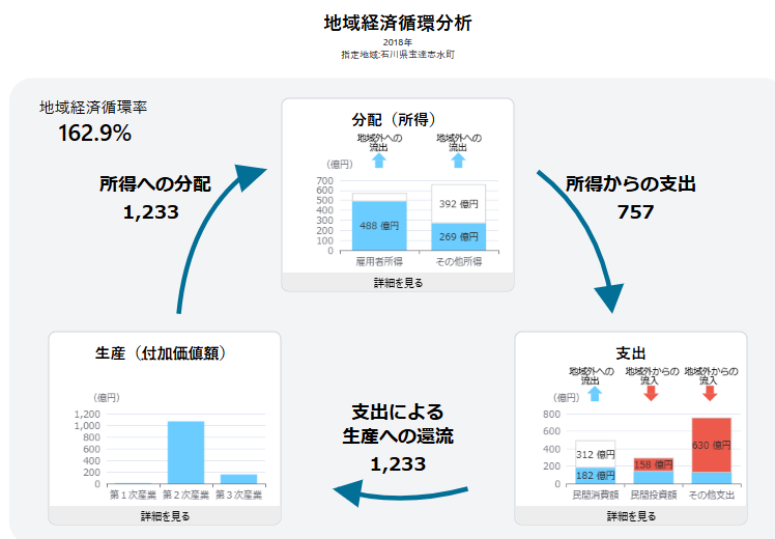 地域経済循環分析
2018年
指定地域:石川県宝達志水町
地域経済循環率
162.9%
所得への分配
1,233
分配（所得）
地域外への
流出
地域外への
流出
（億円）
700
600
500
400
300
200
100
0
488 億円
392 億円
269 億円
雇用者所得
その他所得
詳細を見る
所得からの支出
757
生産（付加価値額）
（億円）
1,200
1,000
800
600
400
200
0
第１次産業
第２次産業
第３次産業
詳細を見る
支出による
生産への還流
1,233
支出
地域外への
流出
地域外からの
流入
地域外からの
流入
（億円）
800
600
400
200
0
312 億円
182 億円
158 億円
630 億円
民間消費額
民間投資額
その他支出
詳細を見る